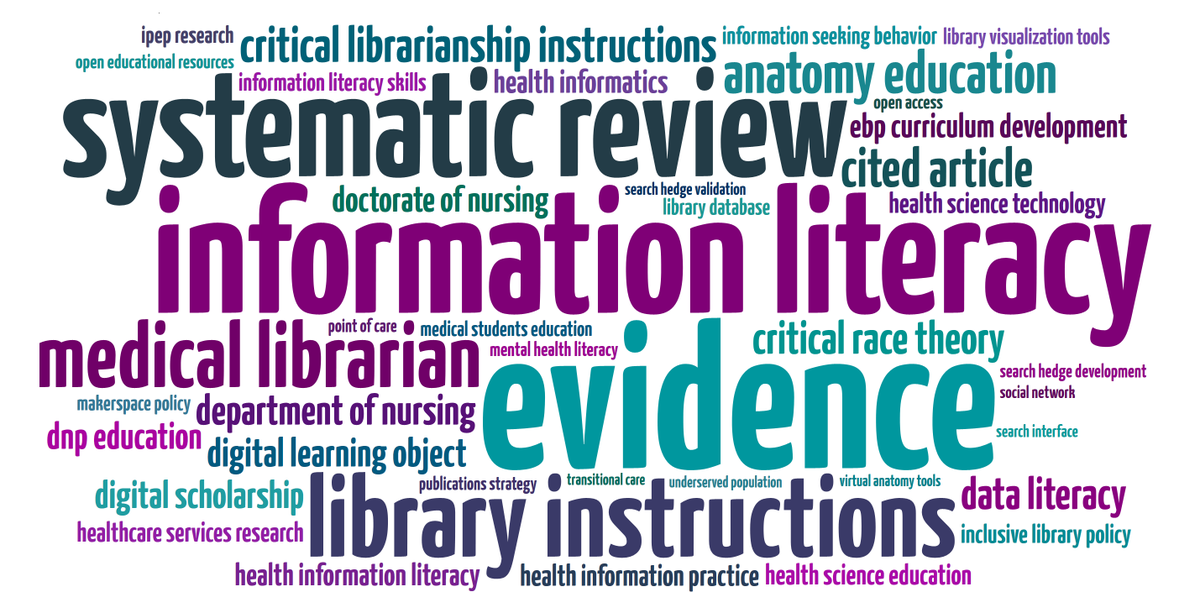 ipep research
critical librarianship instructions
information seeking behavior
library visualization tools
open educational resources
information literacy skills
health informatics
anatomy education
systematic review
open access
ebp curriculum development
cited article
doctorate of nursing
search hedge validation
library database
health science technology
information literacy
point of care
medical students education
critical race theory
medical librarian
mental health literacy
evidence
search hedge development
social network
makerspace policy
department of nursing
search interface
dnp education
digital learning object
publications strategy
transitional care
underserved population
virtual anatomy tools
digital scholarship
library instructions
data literacy
healthcare services research
inclusive library policy
health information literacy
health information practice
health science education